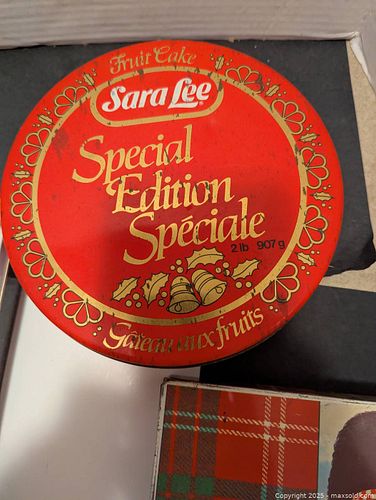 Fruit Cake
Sara Lee
Special
Edition
Spéciale
2 lb 907 g
Gâteau aux fruits
Copyright 2025 - maxsold.com